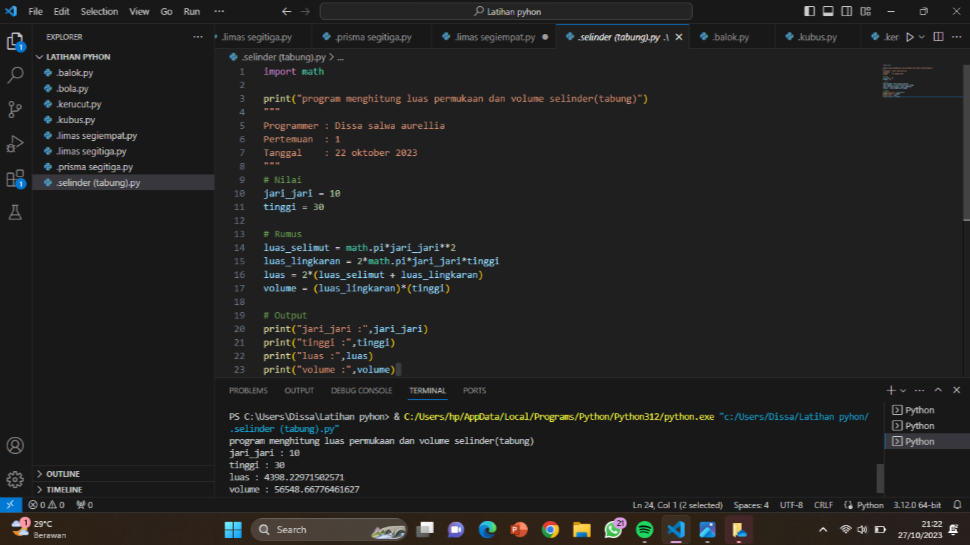 File Edit Selection View Go Run ··· Latihan pyhon
EXPLORER ···
LATIHAN PYHON
.balok.py
.bola.py
.kerucut.py
.kubus.py
.limas segiempat.py
.limas segitiga.py
.prisma segitiga.py
.selinder (tabung).py
OUTLINE
TIMELINE
.limas segitiga.py .prisma segitiga.py .limas segiempat.py .selinder (tabung).py .\ .balok.py .kubus.py .ker
.selinder (tabung).py > ...
1 import math
2
3 print("program menghitung luas permukaan dan volume selinder(tabung)")
4 """
5 Programmer : Dissa salwa aurellia
6 Pertemuan : 1
7 Tanggal : 22 oktober 2023
8 """
9 # Nilai
10 jari_jari = 10
11 tinggi = 30
12
13 # Rumus
14 luas_selimut = math.pi*jari_jari**2
15 luas_lingkaran = 2*math.pi*jari_jari*tinggi
16 luas = 2*(luas_selimut + luas_lingkaran)
17 volume = (luas_lingkaran)*(tinggi)
18
19 # Output
20 print("jari_jari :",jari_jari)
21 print("tinggi :",tinggi)
22 print("luas :",luas)
23 print("volume :",volume)
PROBLEMS OUTPUT DEBUG CONSOLE TERMINAL PORTS
PS C:\Users\Dissa\Latihan pyhon> & C:/Users/hp/AppData/Local/Programs/Python/Python312/python.exe "c:/Users/Dissa/Latihan pyhon/
.selinder (tabung).py"
program menghitung luas permukaan dan volume selinder(tabung)
jari_jari : 10
tinggi : 30
luas : 4398.22971502571
volume : 56548.66776461627
Python
Python
Python
0 0 0 Ln 24, Col 1 (2 selected) Spaces: 4 UTF-8 CRLF Python 3.12.0 64-bit
1 29°C
Berawan
Search
21
21:22
27/10/2023